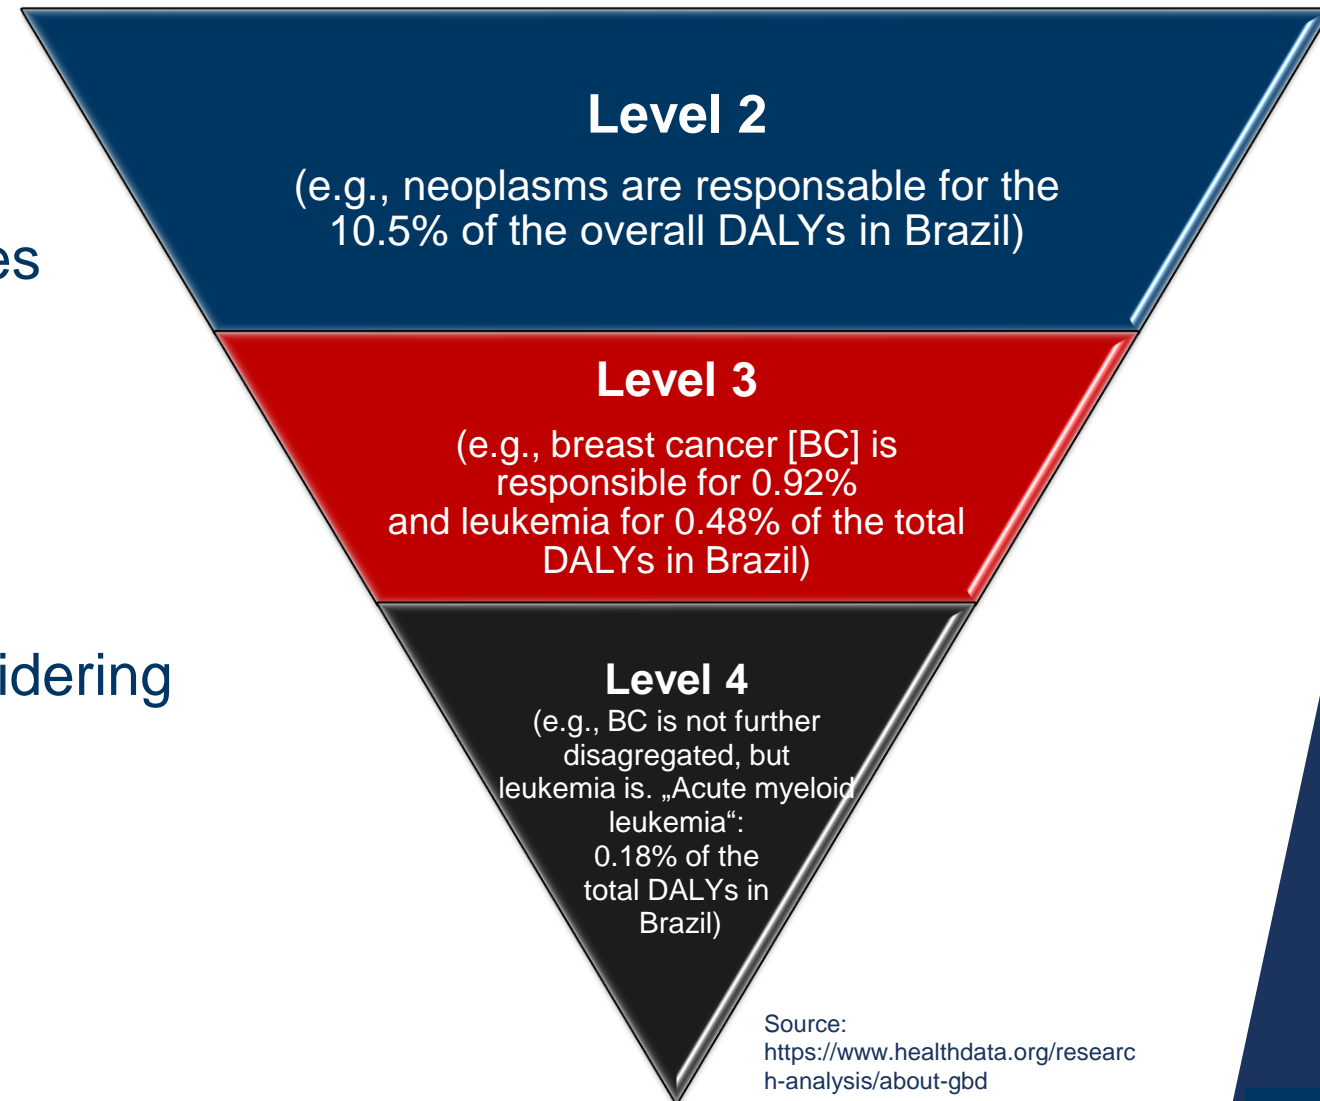 Level 2
(e.g., neoplasms are responsable for the
10.5% of the overall DALYs in Brazil)
es
Level 3
(e.g., breast cancer [BC] is
responsible for 0.92%
and leukemia for 0.48% of the total
DALYs in Brazil)
idering
Level 4
(e.g., BC is not further
disagregated, but
leukemia is. „Acute myeloid
leukemia“:
0.18% of the
total DALYs in
Brazil)
Source:
https://www.healthdata.org/researc
h-analysis/about-gbd